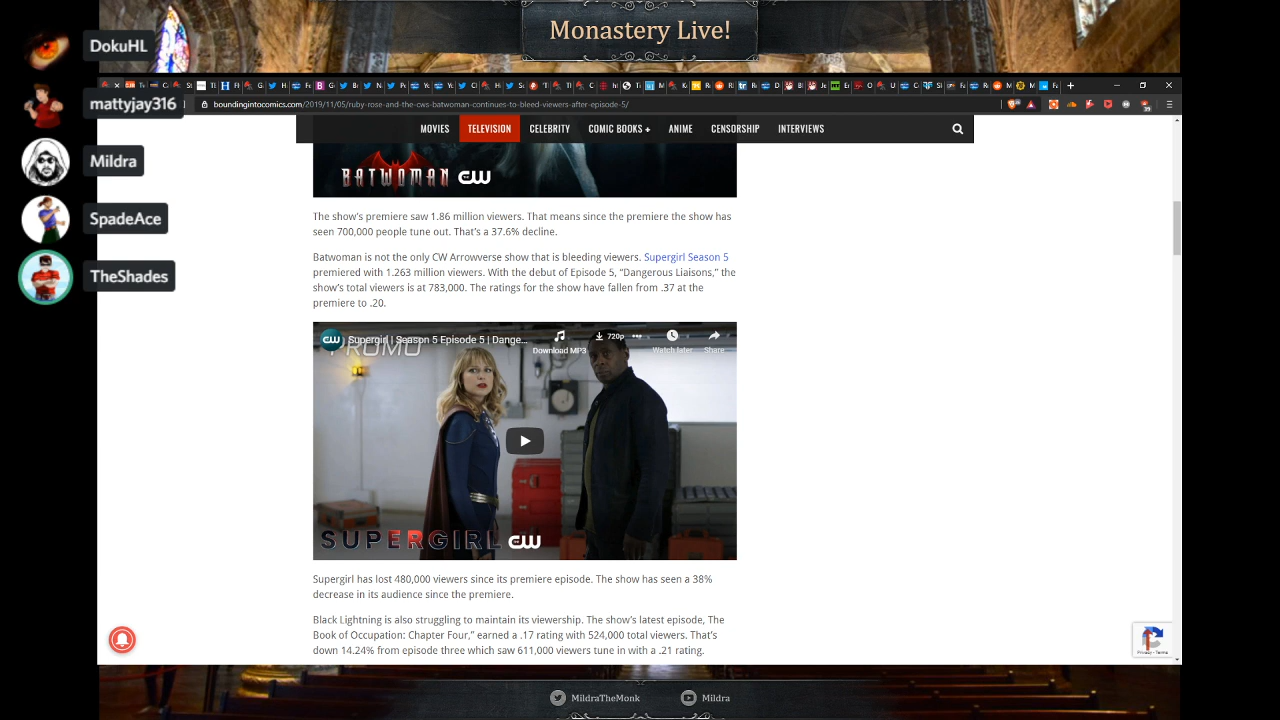 Monastery Live!
DokuHL
mattyjay316
Mildra
SpadeAce
TheShades
boundingintocomics.com/2019/11/05/ruby-rose-and-the-cws-batwoman-continues-to-bleed-viewers-after-episode-5/
MOVIES TELEVISION CELEBRITY COMIC BOOKS + ANIME CENSORSHIP INTERVIEWS
BATWOMAN CW
The show's premiere saw 1.86 million viewers. That means since the premiere the show has
seen 700,000 people tune out. That's a 37.6% decline.
Batwoman is not the only CW Arrowverse show that is bleeding viewers. Supergirl Season 5
premiered with 1.263 million viewers. With the debut of Episode 5, “Dangerous Liaisons,” the
show's total viewers is at 783,000. The ratings for the show have fallen from .37 at the
premiere to .20.
CW Supergirl | Season 5 Episode 5 | Dange...
PROMO
Download MP3
720p
Watch later
Share
SUPERGIRL CW
Supergirl has lost 480,000 viewers since its premiere episode. The show has seen a 38%
decrease in its audience since the premiere.
Black Lightning is also struggling to maintain its viewership. The show's latest episode, The
Book of Occupation: Chapter Four,” earned a .17 rating with 524,000 total viewers. That's
down 14.24% from episode three which saw 611,000 viewers tune in with a .21 rating.
Privacy - Terms
MildraTheMonk
Mildra